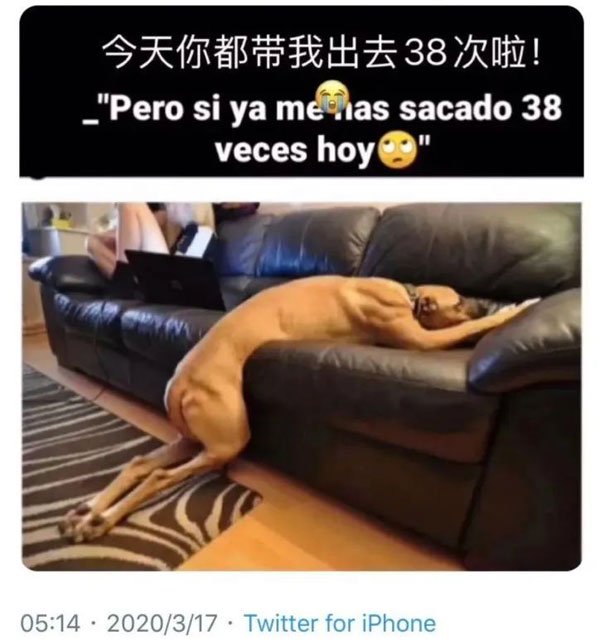 今天你都带我出去38次啦！
_"Pero si ya me has sacado 38
veces hoy🙄"
05:14 · 2020/3/17 · Twitter for iPhone